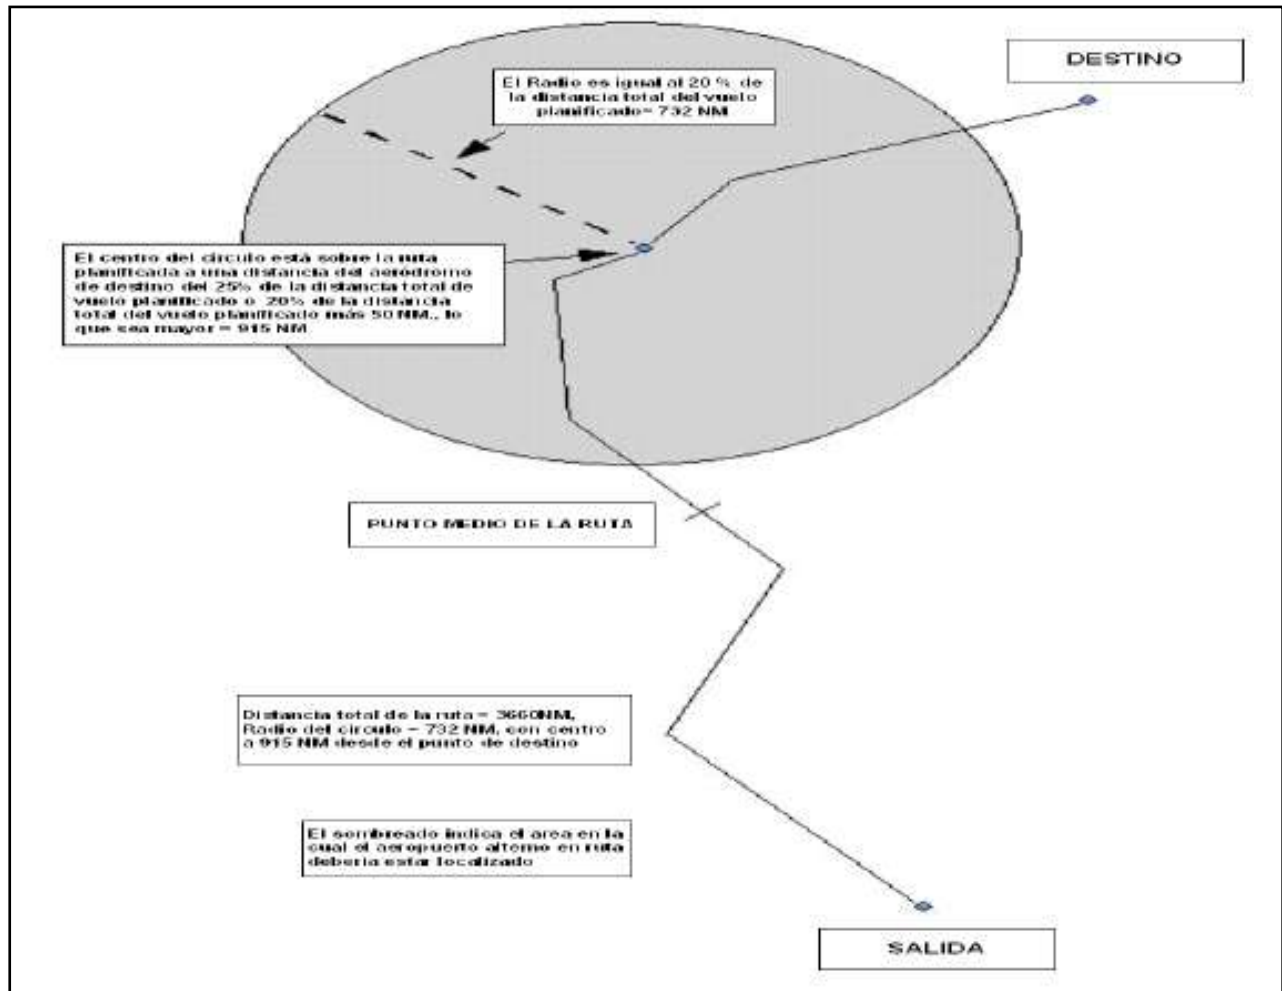 DESTINO
El Radio es igual al 20 % de
la distancia total del vuelo
planificado= 732 NM
El centro del circulo está sobre la ruta
planificada a una distancia del aeródromo
de destino del 25% de la distancia total de
vuelo planificado o 20% de la distancia
total del vuelo planificado más 50 NM., lo
que sea mayor = 915 NM
PUNTO MEDIO DE LA RUTA
Distancia total de la ruta = 3660NM,
Radio del circulo = 732 NM, con centro
a 915 NM desde el punto de destino
El sombreado indica el area en la
cual el aeropuerto alterno en ruta
debería estar localizado
SALIDA